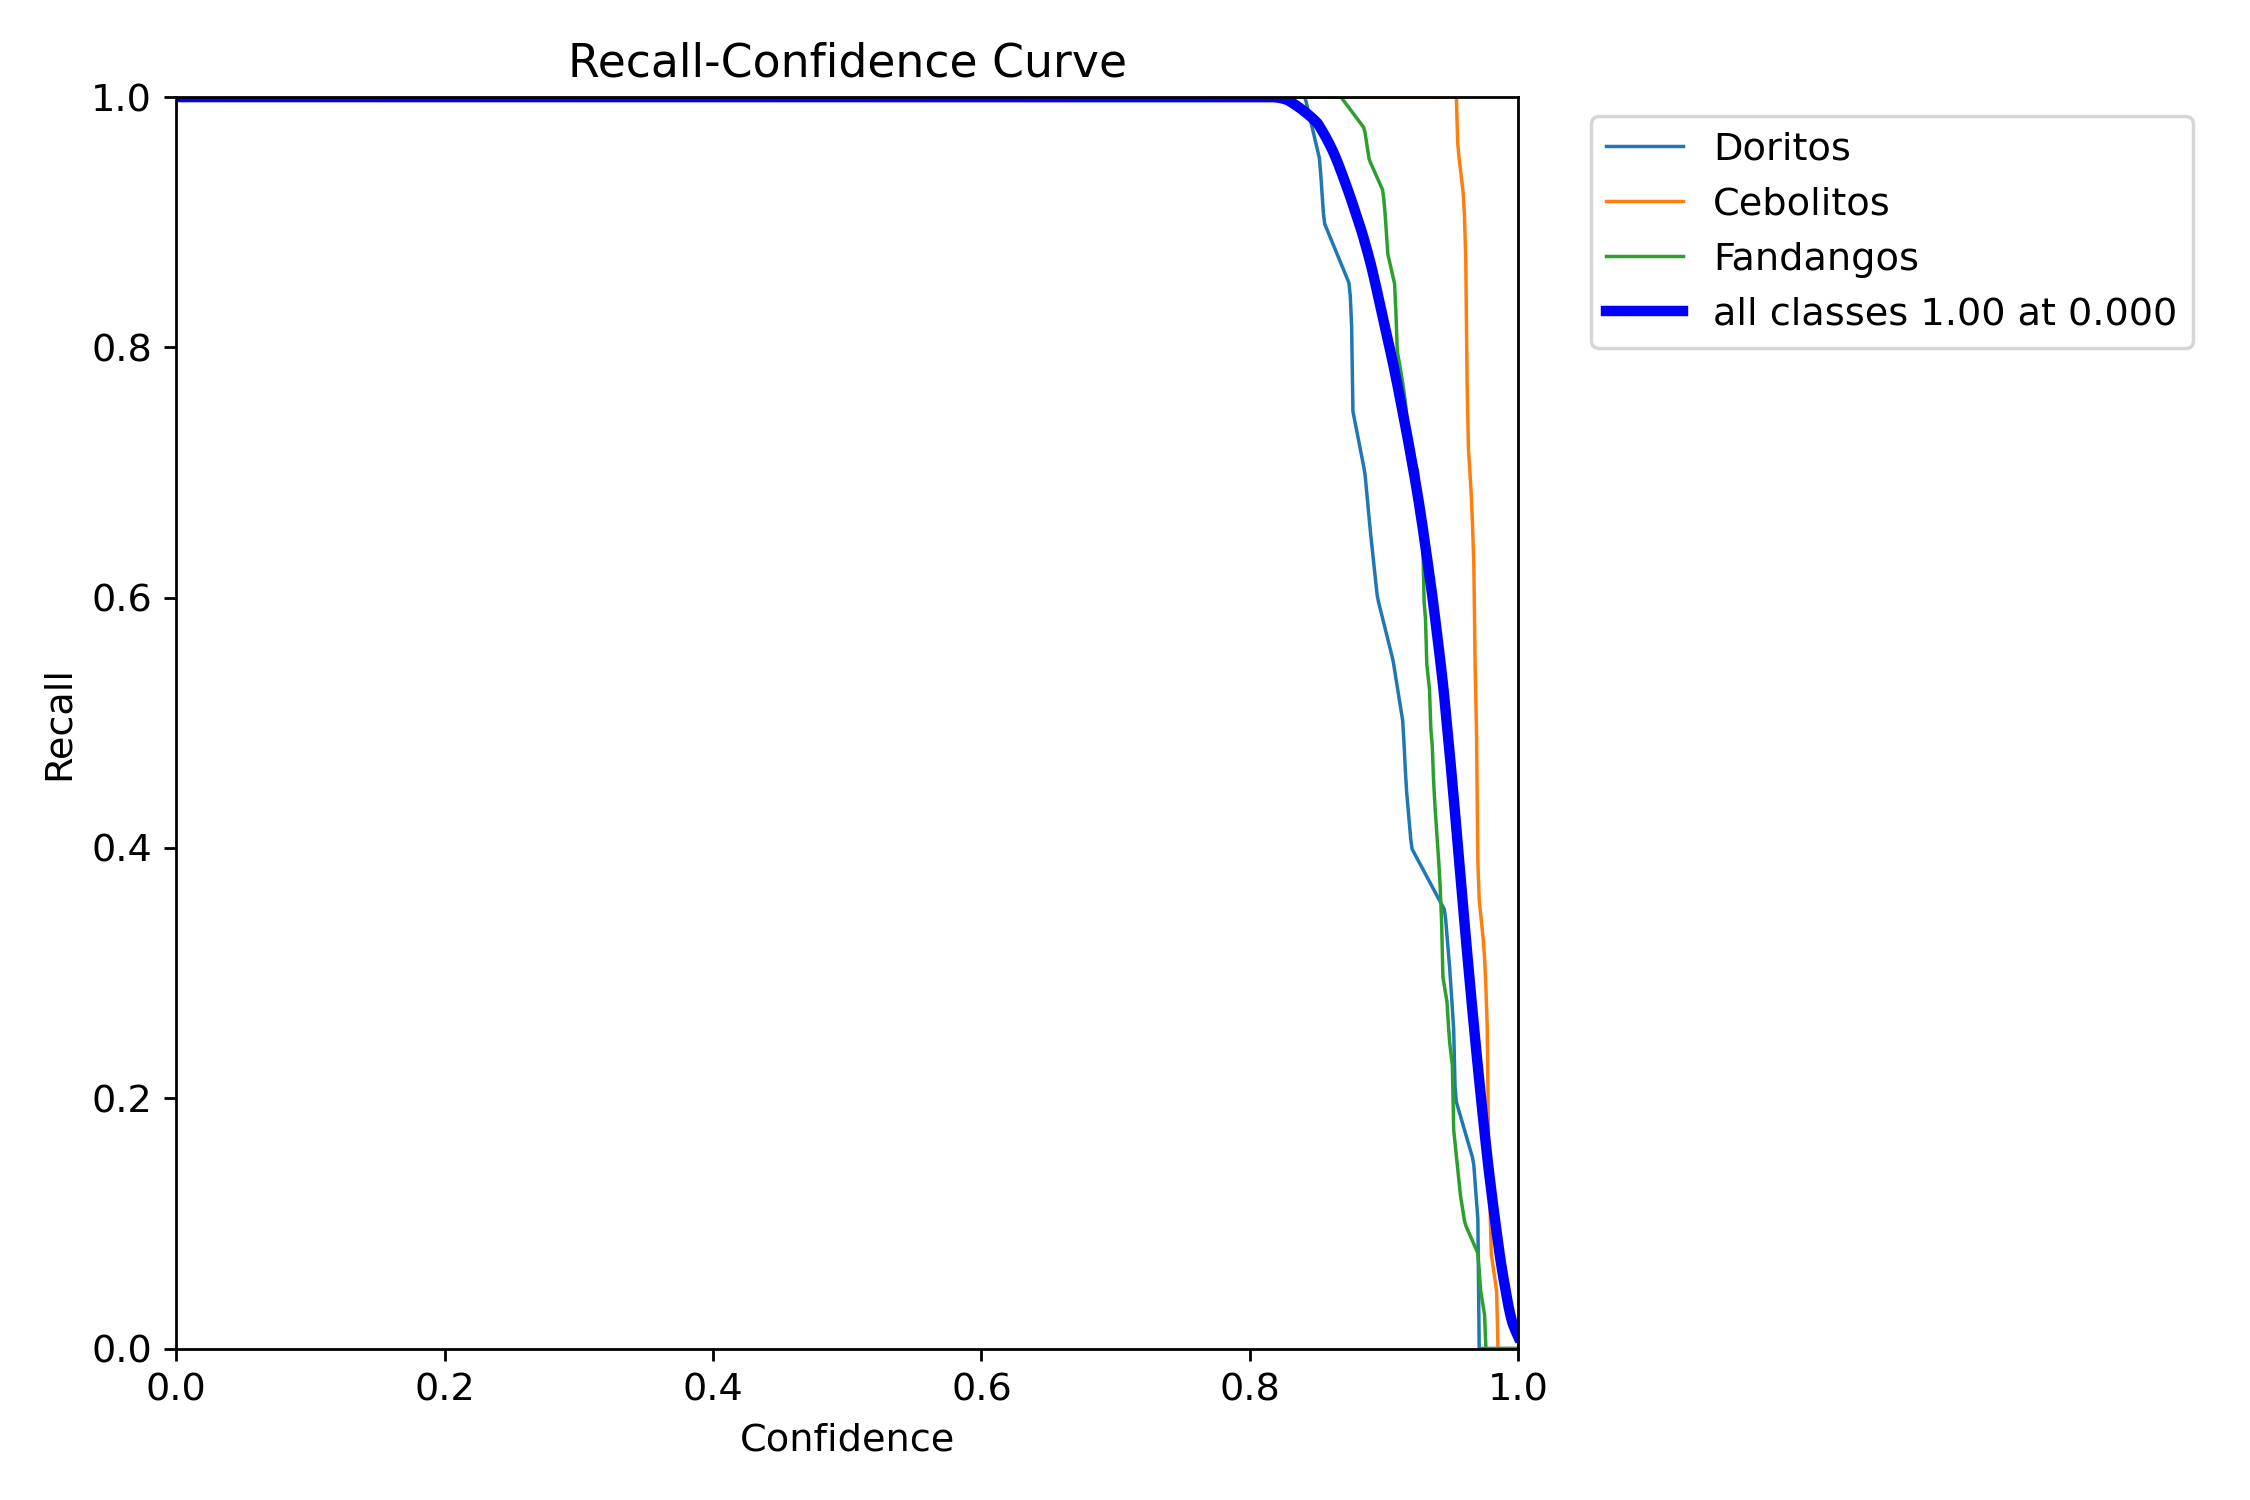 Recall-Confidence Curve
1.0
0.8
0.6
0.4
0.2
0.0
Recall
0.0 0.2 0.4 0.6 0.8 1.0
Confidence
Doritos
Cebolitos
Fandangos
all classes 1.00 at 0.000